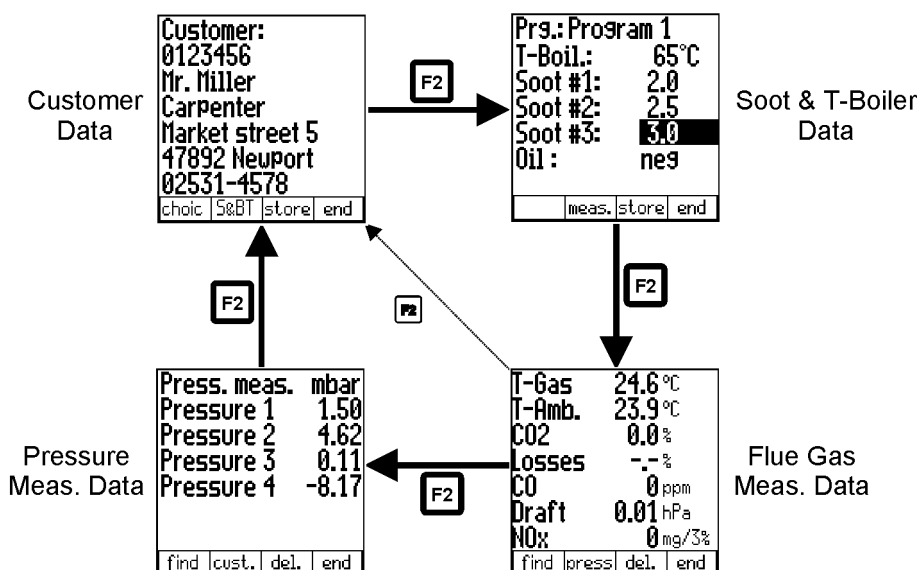 Customer:
0123456
Mr. Miller
Carpenter
Market street 5
47892 Newport
02531-4578
choic S&BT store end
Customer
Data
F2
Prg.: Program 1
T-Boil.: 65°C
Soot #1: 2.0
Soot #2: 2.5
Soot #3: 3.0
Oil : neg
meas. store end
Soot & T-Boiler
Data
F2
F2
F2
Pressure
Meas. Data
Press. meas. mbar
Pressure 1 1.50
Pressure 2 4.62
Pressure 3 0.11
Pressure 4 -8.17
find cust. del. end
F2
T-Gas 24.6 °C
T-Amb. 23.9 °C
CO2 0.0 %
Losses -.- %
CO 0 ppm
Draft 0.01 hPa
NOx 0 mg/3%
find press del. end
Flue Gas
Meas. Data